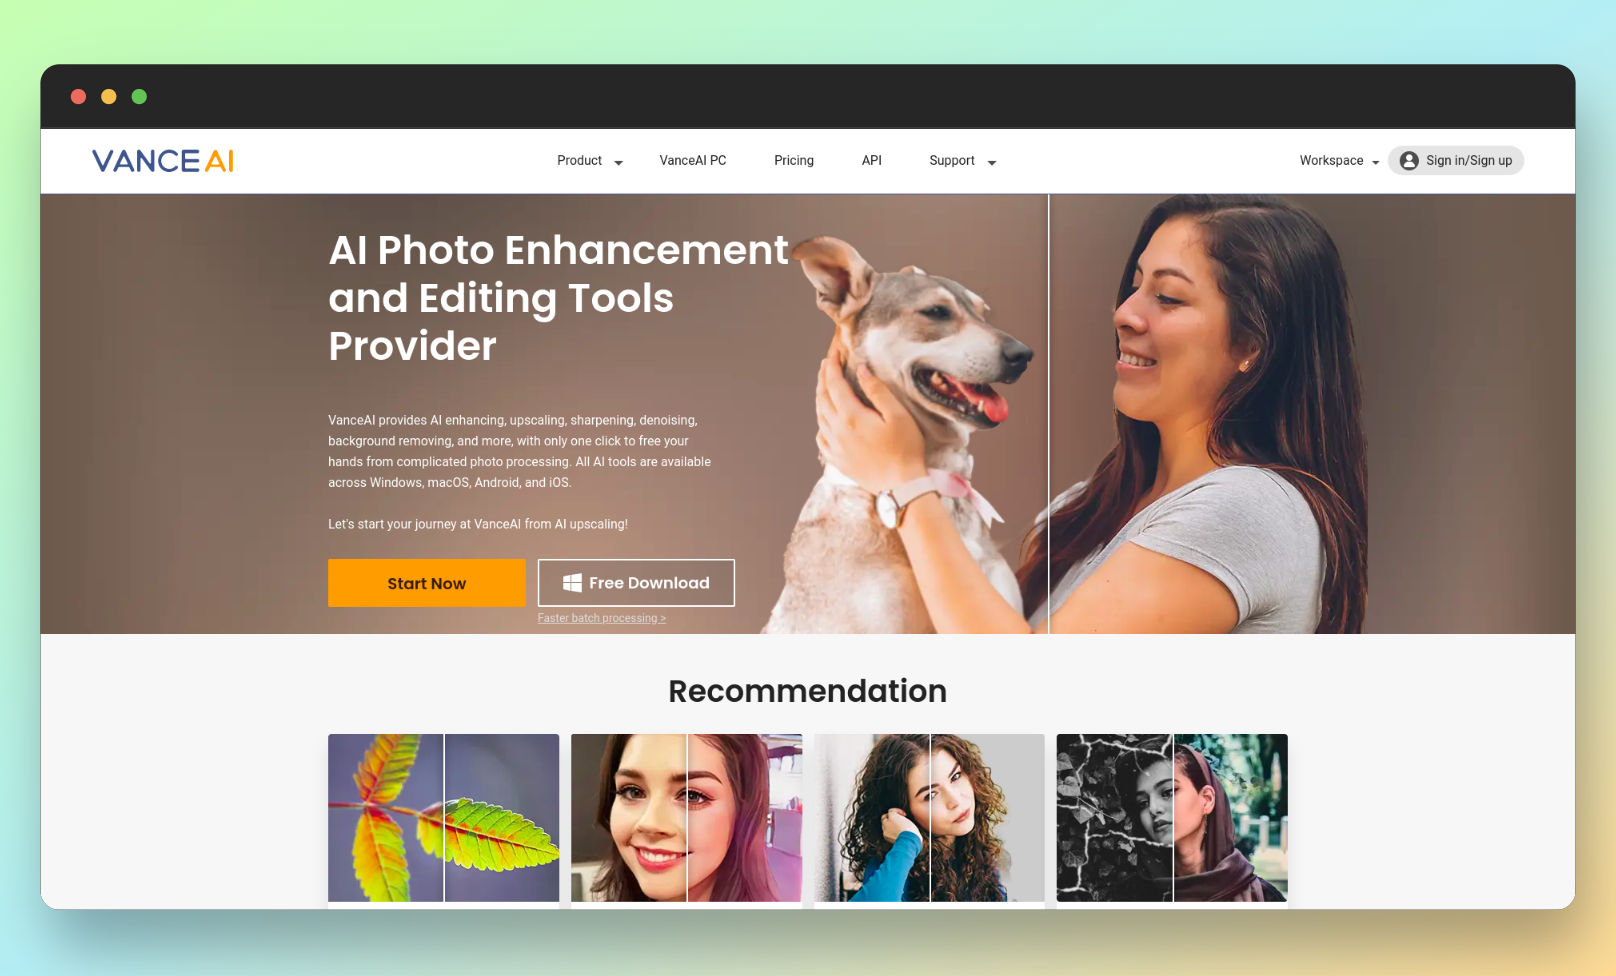 VANCE AI
Product
VanceAI PC
Pricing
API
Support
Workspace
Sign in/Sign up
AI Photo Enhancement
and Editing Tools
Provider
VanceAI provides AI enhancing, upscaling, sharpening, denoising,
background removing, and more, with only one click to free your
hands from complicated photo processing. All AI tools are available
across Windows, macOS, Android, and iOS.
Let's start your journey at VanceAI from AI upscaling!
Start Now
Free Download
Faster batch processing >
Recommendation